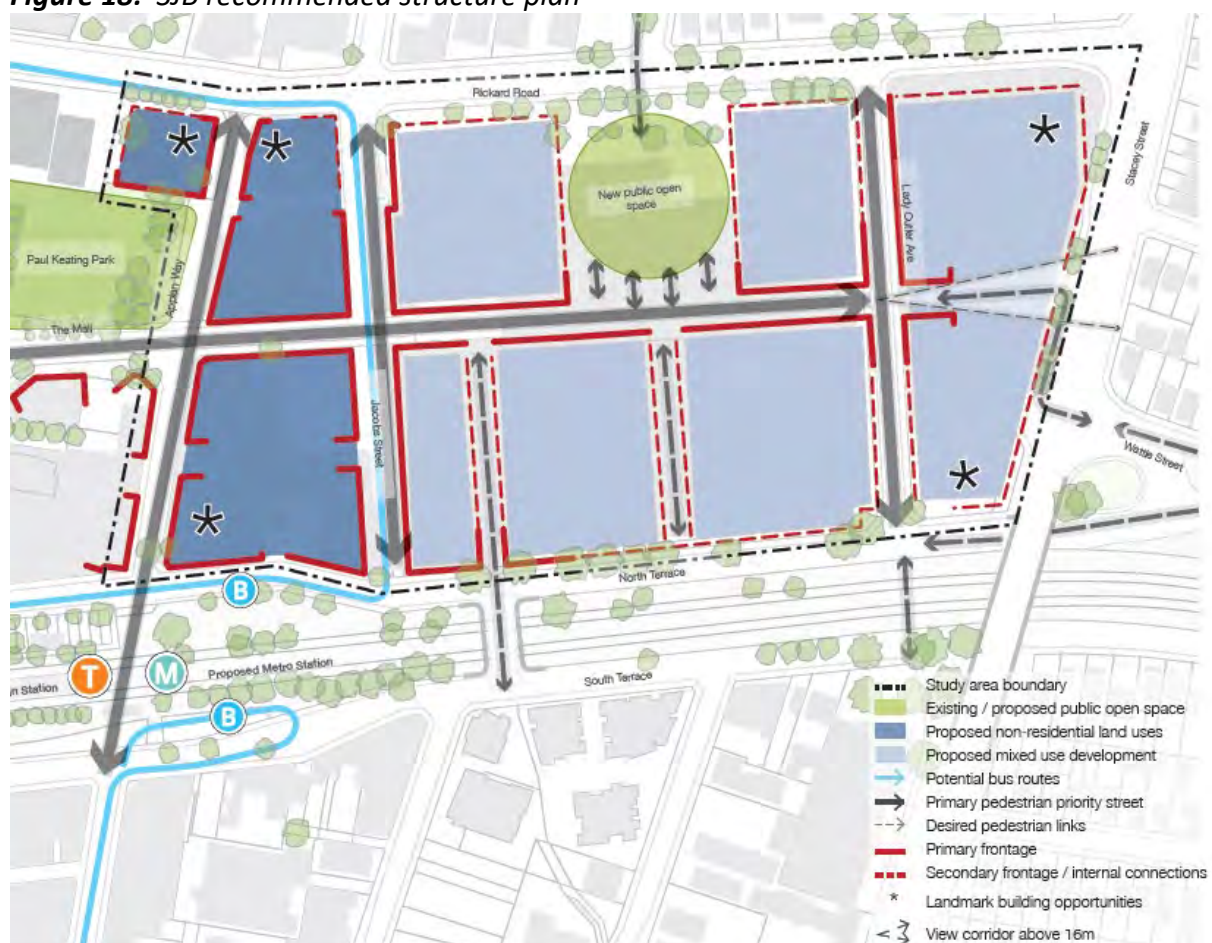 Figure 18: SJB recommended structure plan
Rickard Road
Stacey Street
New public open
space
Lady Cutler Ave
Paul Keating Park
Appian Way
The Mall
Jacobs Street
Wattle Street
B
North Terrace
T
M
Proposed Metro Station
n Station
South Terrace
B
Study area boundary
Existing / proposed public open space
Proposed non-residential land uses
Proposed mixed use development
Potential bus routes
Primary pedestrian priority street
Desired pedestrian links
Primary frontage
Secondary frontage / internal connections
* Landmark building opportunities
View corridor above 16m